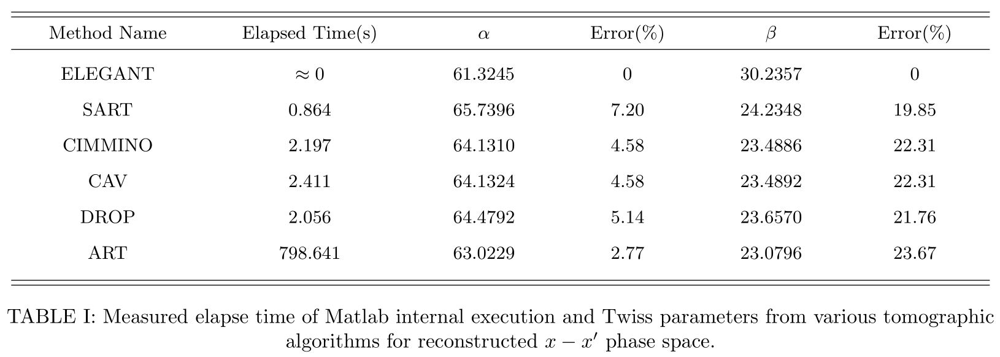 Method Name Elapsed Time(s) α Error(%) β Error(%)
ELEGANT ≈ 0 61.3245 0 30.2357 0
SART 0.864 65.7396 7.20 24.2348 19.85
CIMMINO 2.197 64.1310 4.58 23.4886 22.31
CAV 2.411 64.1324 4.58 23.4892 22.31
DROP 2.056 64.4792 5.14 23.6570 21.76
ART 798.641 63.0229 2.77 23.0796 23.67
TABLE I: Measured elapse time of Matlab internal execution and Twiss parameters from various tomographic
algorithms for reconstructed x − x′ phase space.